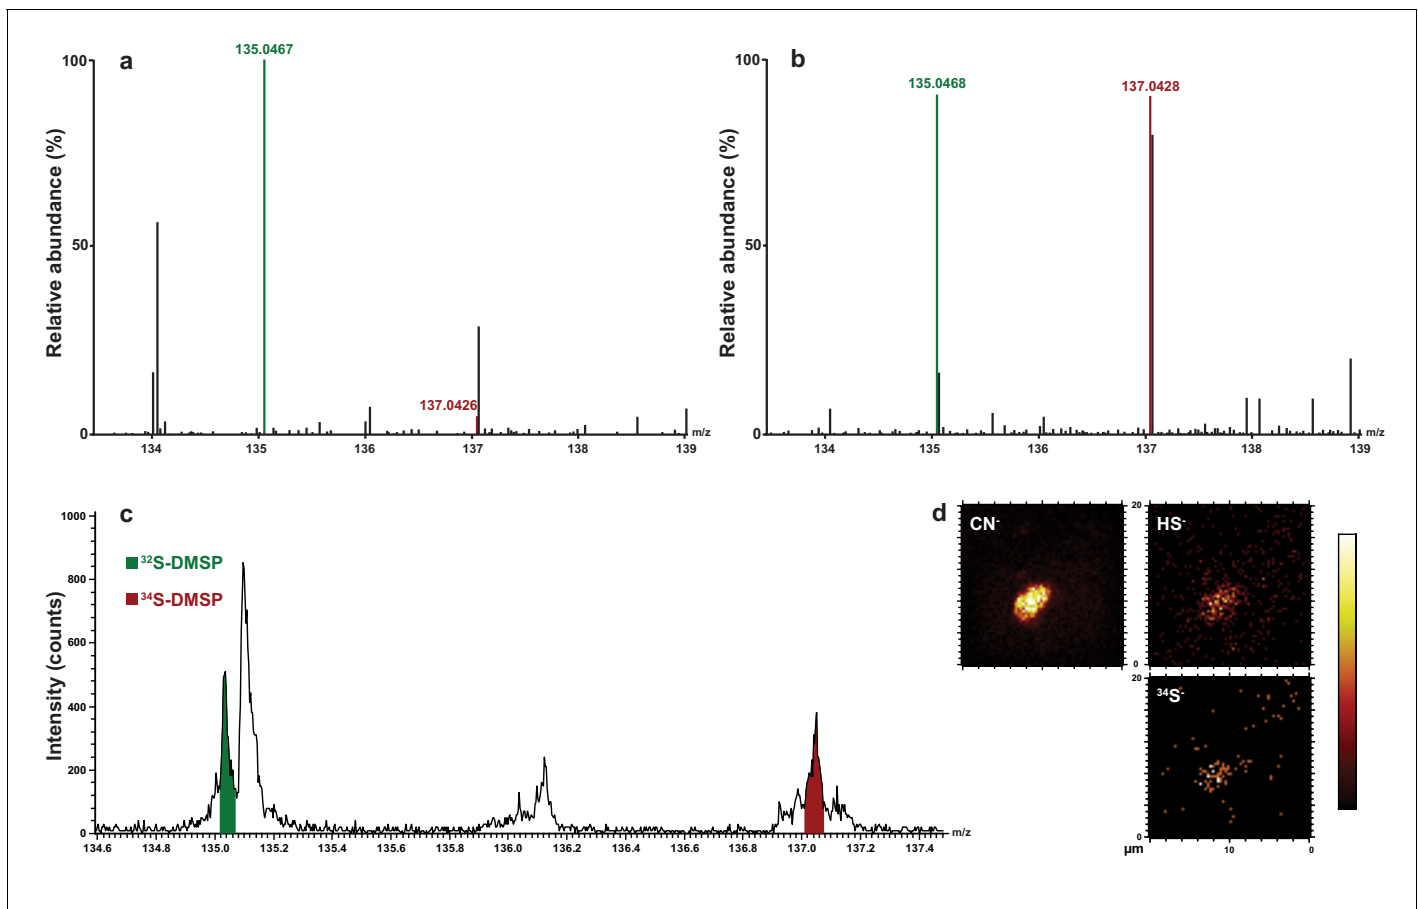 a
135.0467
100
50
0
Relative abundance (%)
137.0426
134 135 136 137 138 139
m/z
b
135.0468
137.0428
100
50
0
Relative abundance (%)
134 135 136 137 138 139
m/z
c
1000
800
600
400
200
0
Intensity (counts)
³²S-DMSP
³⁴S-DMSP
134.6 134.8 135.0 135.2 135.4 135.6 135.8 136.0 136.2 136.4 136.6 136.8 137.0 137.2 137.4
m/z
d
CN⁻
HS⁻
20
0
³⁴S⁻
20
0
µm 10 0